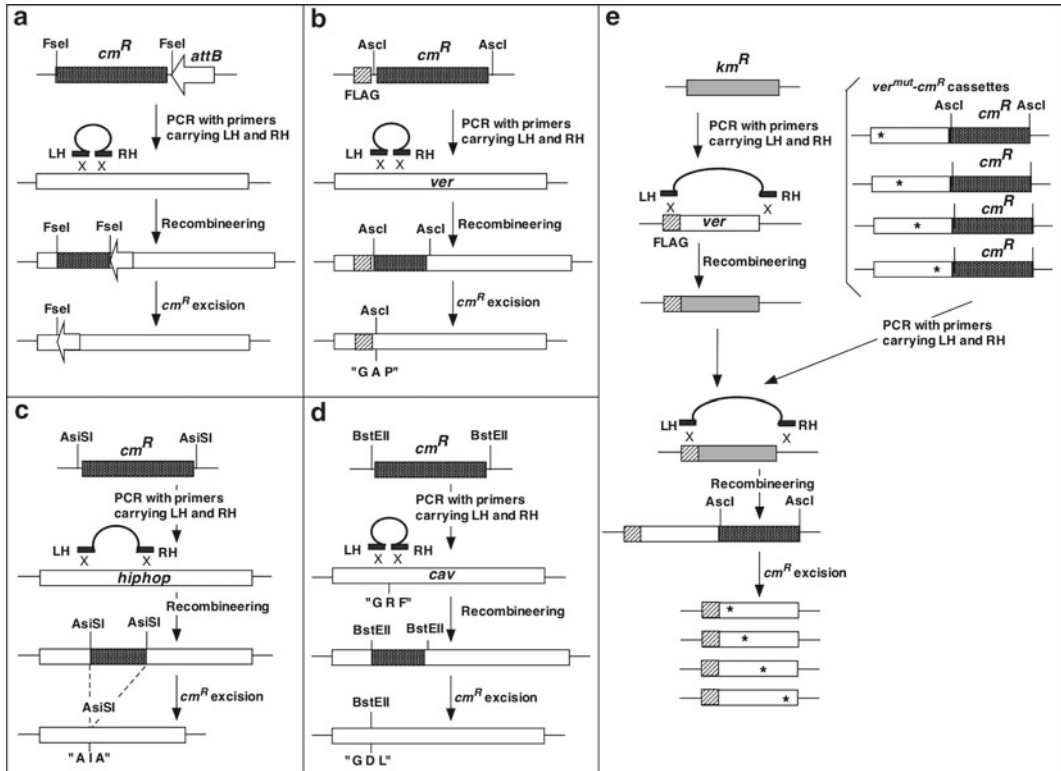 a
cmR
FseI FseI attB
PCR with primers
carrying LH and RH
LH RH
X X
Recombineering
FseI FseI
cmR excision
FseI
b
cmR
AscI AscI
FLAG
PCR with primers
carrying LH and RH
LH RH
X X
ver
Recombineering
AscI AscI
cmR excision
AscI
"G A P"
c
AsiSI cmR AsiSI
PCR with primers
carrying LH and RH
LH RH
X X
hiphop
Recombineering
AsiSI AsiSI
cmR excision
AsiSI
"A I A"
d
BstEII cmR BstEII
PCR with primers
carrying LH and RH
LH RH
X X
cav
"G R F"
Recombineering
BstEII BstEII
cmR excision
BstEII
"G D L"
e
kmR
PCR with primers
carrying LH and RH
LH RH
X X
ver
FLAG
Recombineering
vermut-cmR cassettes
AscI cmR AscI
*
cmR
*
cmR
*
cmR
*
PCR with primers
carrying LH and RH
LH RH
X X
Recombineering
AscI AscI
cmR excision
*
*
*
*